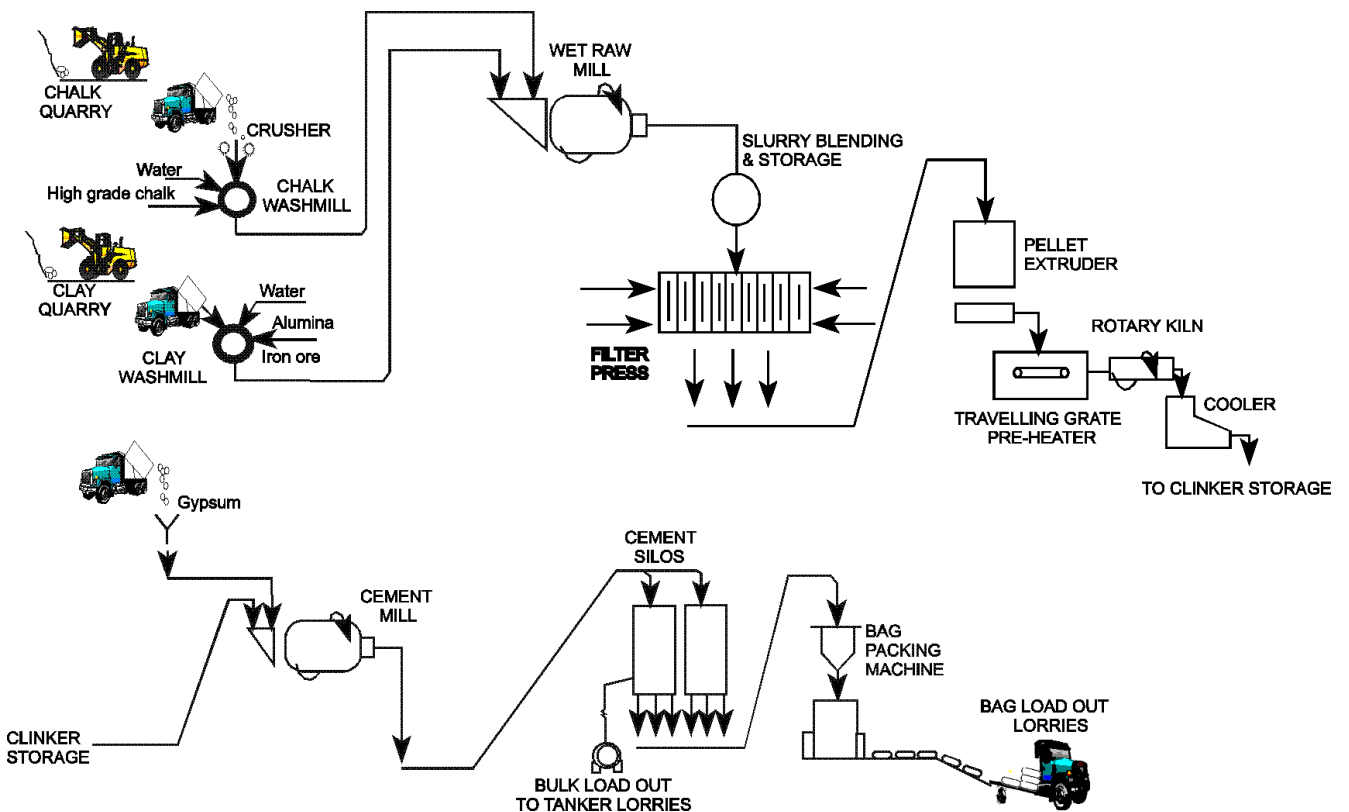 CHALK
QUARRY
CRUSHER
Water
High grade chalk
CHALK
WASHMILL
CLAY
QUARRY
Water
Alumina
Iron ore
CLAY
WASHMILL
WET RAW
MILL
SLURRY BLENDING
& STORAGE
FILTER
PRESS
PELLET
EXTRUDER
ROTARY KILN
TRAVELLING GRATE
PRE-HEATER
COOLER
TO CLINKER STORAGE
Gypsum
CEMENT
MILL
CLINKER
STORAGE
CEMENT
SILOS
BULK LOAD OUT
TO TANKER LORRIES
BAG
PACKING
MACHINE
BAG LOAD OUT
LORRIES